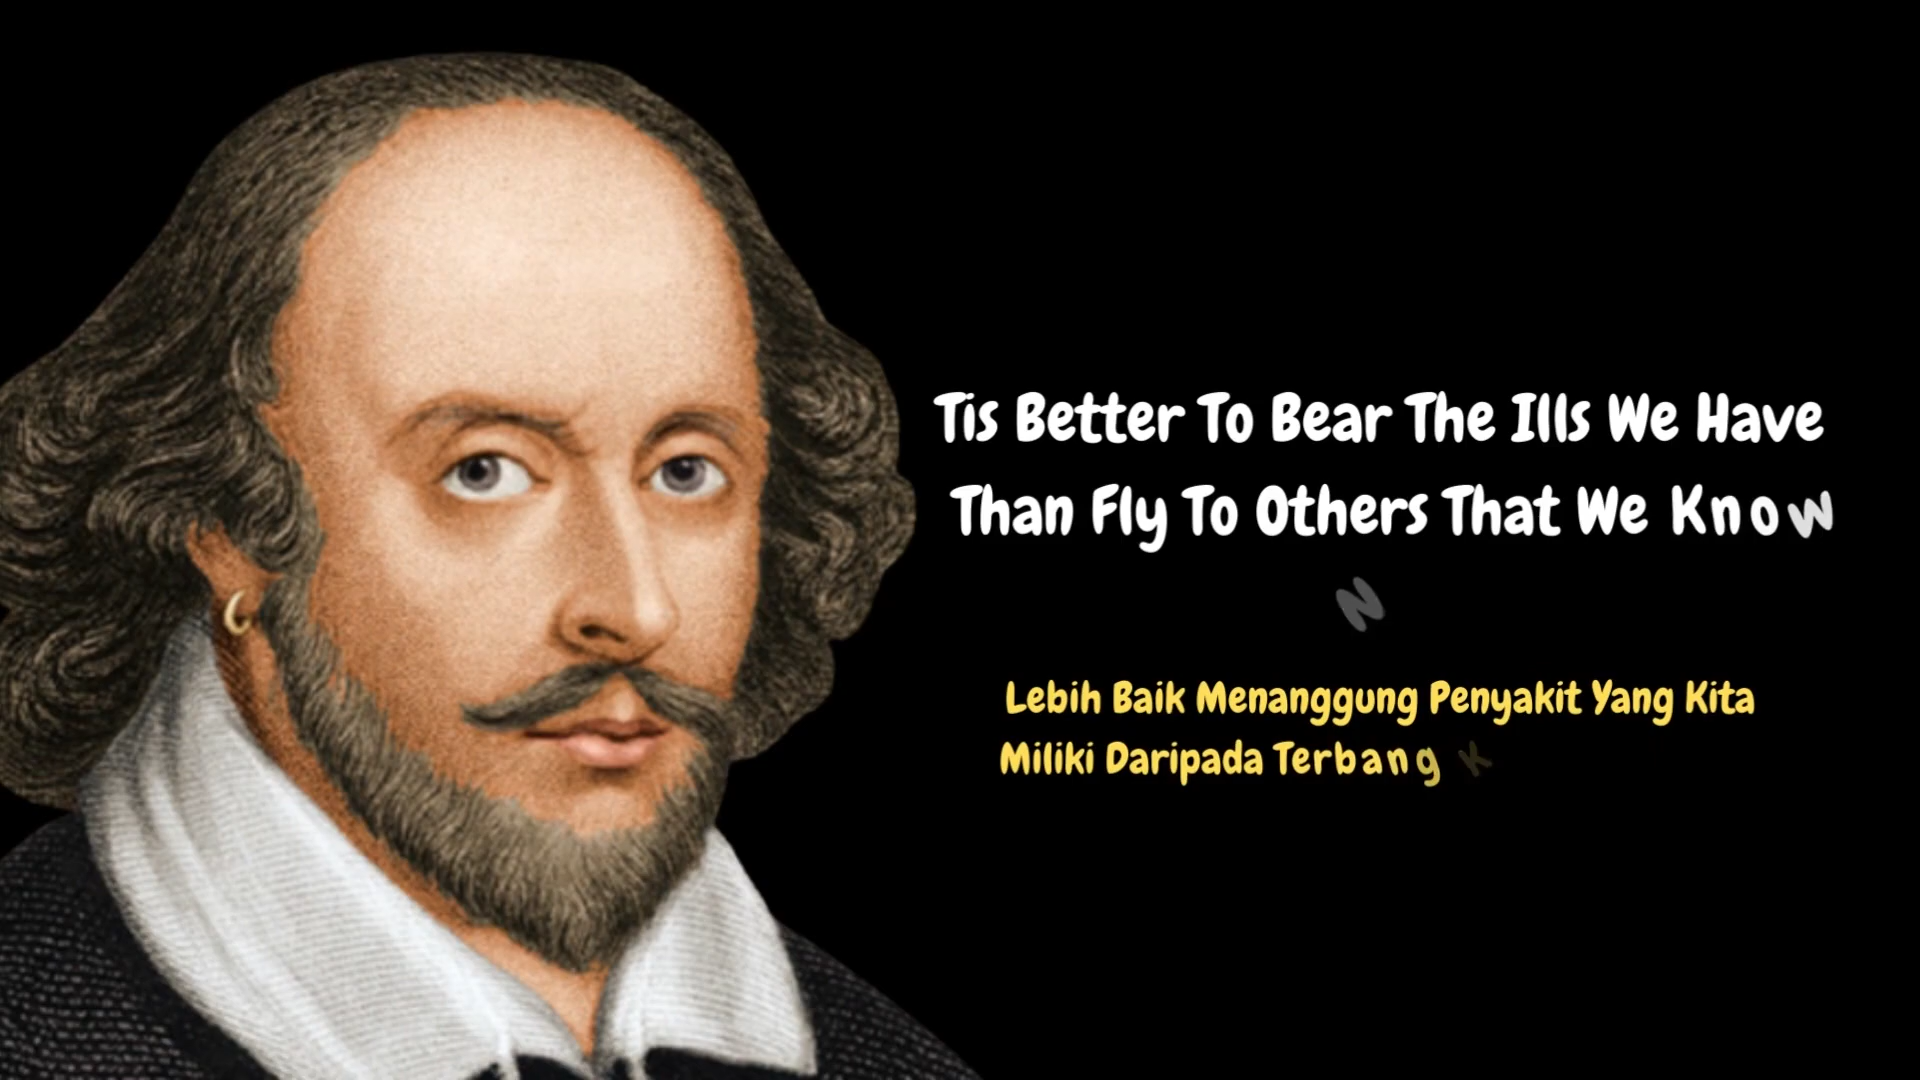 Tis Better To Bear The Ills We Have
Than Fly To Others That We Know
N
Lebih Baik Menanggung Penyakit Yang Kita
Miliki Daripada Terbang K